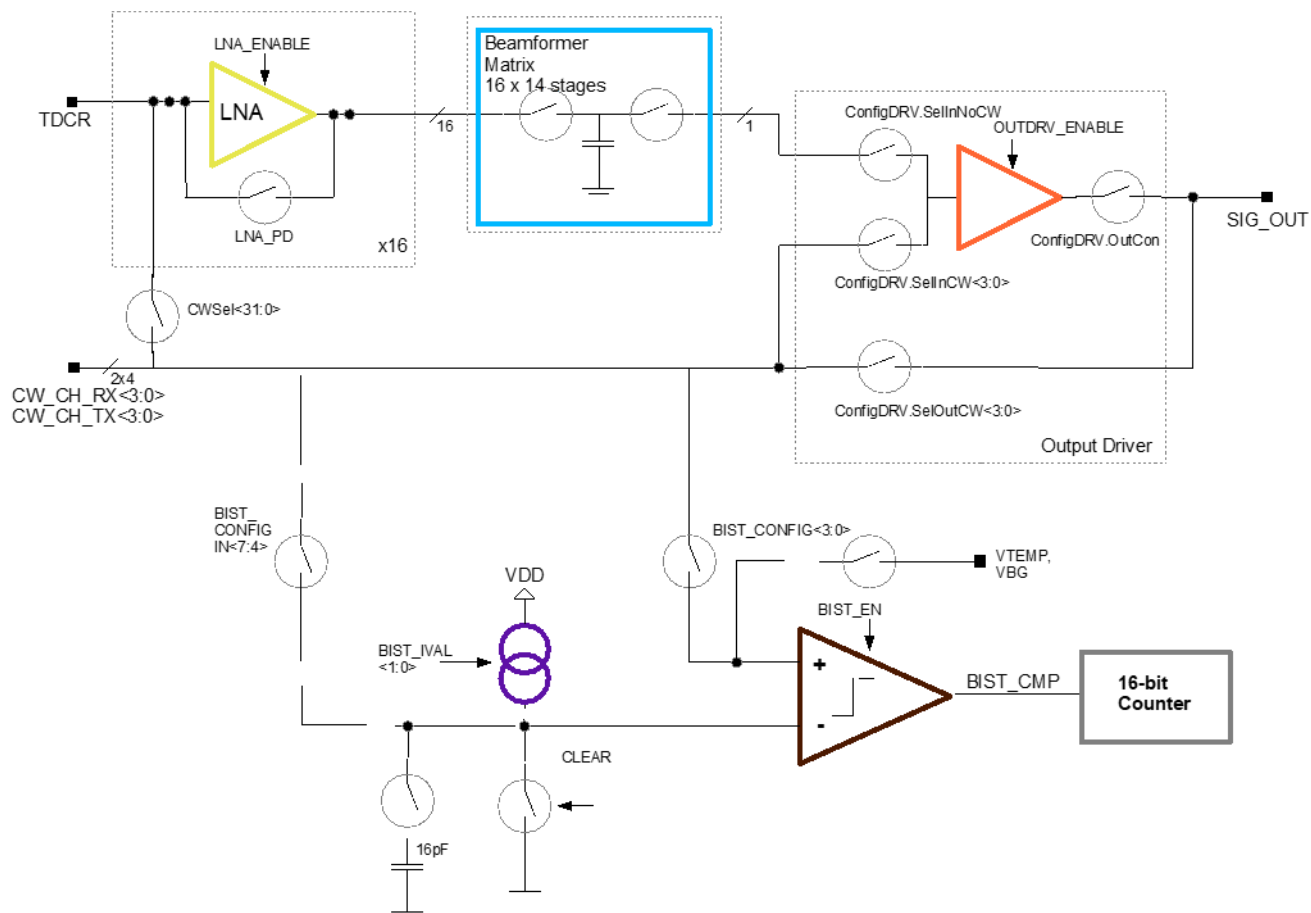 LNA_ENABLE
LNA
TDCR
LNA_PD
x16
16
Beamformer
Matrix
16 x 14 stages
1
ConfigDRV.SelInNoCW
OUTDRV_ENABLE
SIG_OUT
ConfigDRV.OutCon
ConfigDRV.SelInCW<3:0>
ConfigDRV.SelOutCW<3:0>
Output Driver
CWSel<31:0>
2x4
CW_CH_RX<3:0>
CW_CH_TX<3:0>
BIST_
CONFIG
IN<7:4>
BIST_CONFIG<3:0>
VTEMP,
VBG
VDD
BIST_EN
BIST_IVAL
<1:0>
+
-
BIST_CMP
16-bit
Counter
CLEAR
16pF